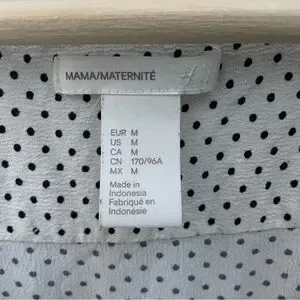 MAMA/MATERNITÉ
EUR M
US M
CA M
CN 170/96A
MX M
Made in
Indonesia
Fabriqué en
Indonésie